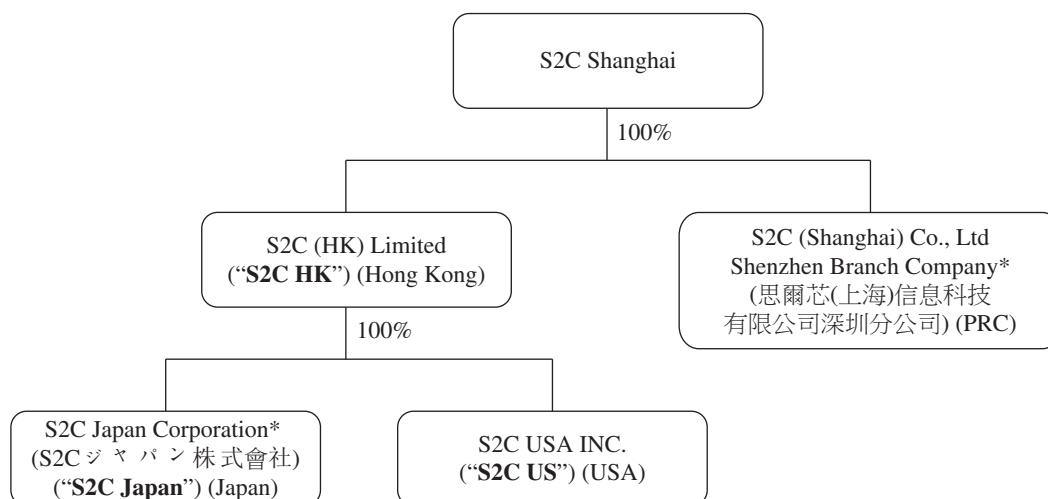 S2C Shanghai
100%
S2C (HK) Limited
(“S2C HK”) (Hong Kong)
S2C (Shanghai) Co., Ltd
Shenzhen Branch Company*
(思爾芯(上海)信息科技
有限公司深圳分公司) (PRC)
100%
S2C Japan Corporation*
(S2Cジャパン株式會社)
(“S2C Japan”) (Japan)
S2C USA INC.
(“S2C US”) (USA)